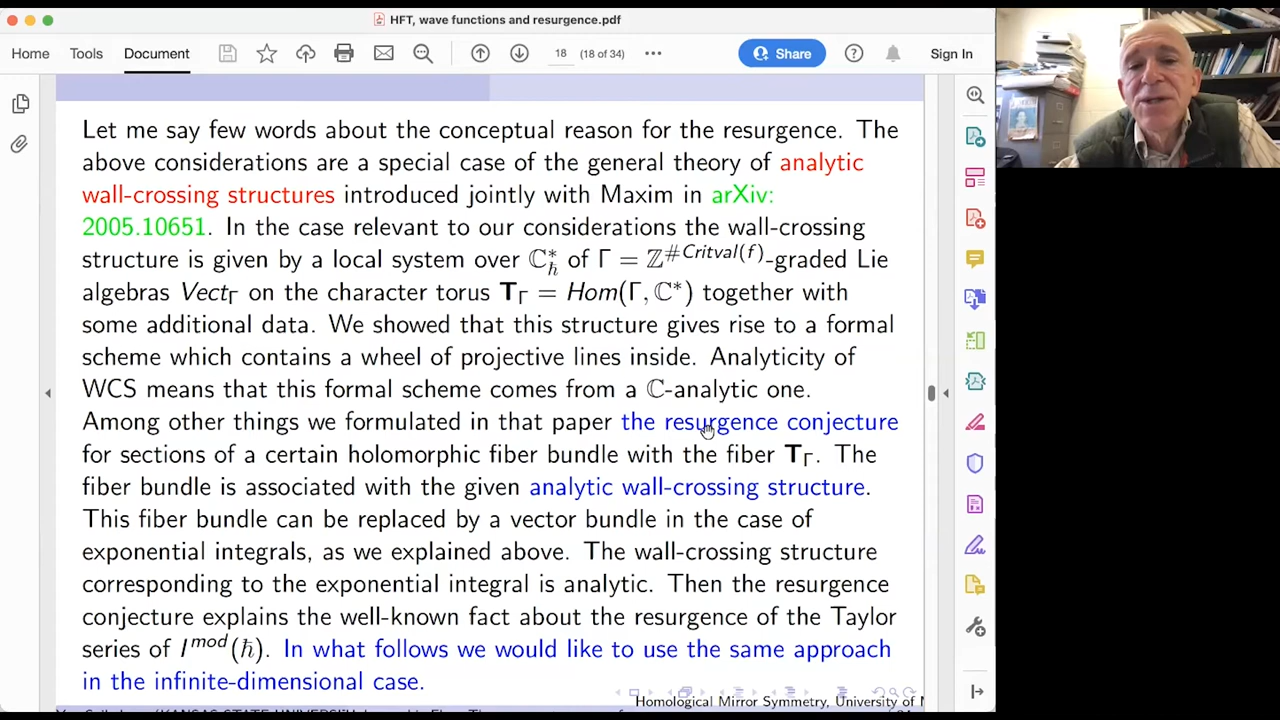 HFT, wave functions and resurgence.pdf
Home Tools Document 18 (18 of 34) Share Sign In
Let me say few words about the conceptual reason for the resurgence. The
above considerations are a special case of the general theory of analytic
wall-crossing structures introduced jointly with Maxim in arXiv:
2005.10651. In the case relevant to our considerations the wall-crossing
structure is given by a local system over ℂ*_ħ of Γ = ℤ^{#Critval(f)}-graded Lie
algebras Vect_Γ on the character torus T_Γ = Hom(Γ, ℂ*) together with
some additional data. We showed that this structure gives rise to a formal
scheme which contains a wheel of projective lines inside. Analyticity of
WCS means that this formal scheme comes from a ℂ-analytic one.
Among other things we formulated in that paper the resurgence conjecture
for sections of a certain holomorphic fiber bundle with the fiber T_Γ. The
fiber bundle is associated with the given analytic wall-crossing structure.
This fiber bundle can be replaced by a vector bundle in the case of
exponential integrals, as we explained above. The wall-crossing structure
corresponding to the exponential integral is analytic. Then the resurgence
conjecture explains the well-known fact about the resurgence of the Taylor
series of I^{mod}(ħ). In what follows we would like to use the same approach
in the infinite-dimensional case.
Homological Mirror Symmetry, University of